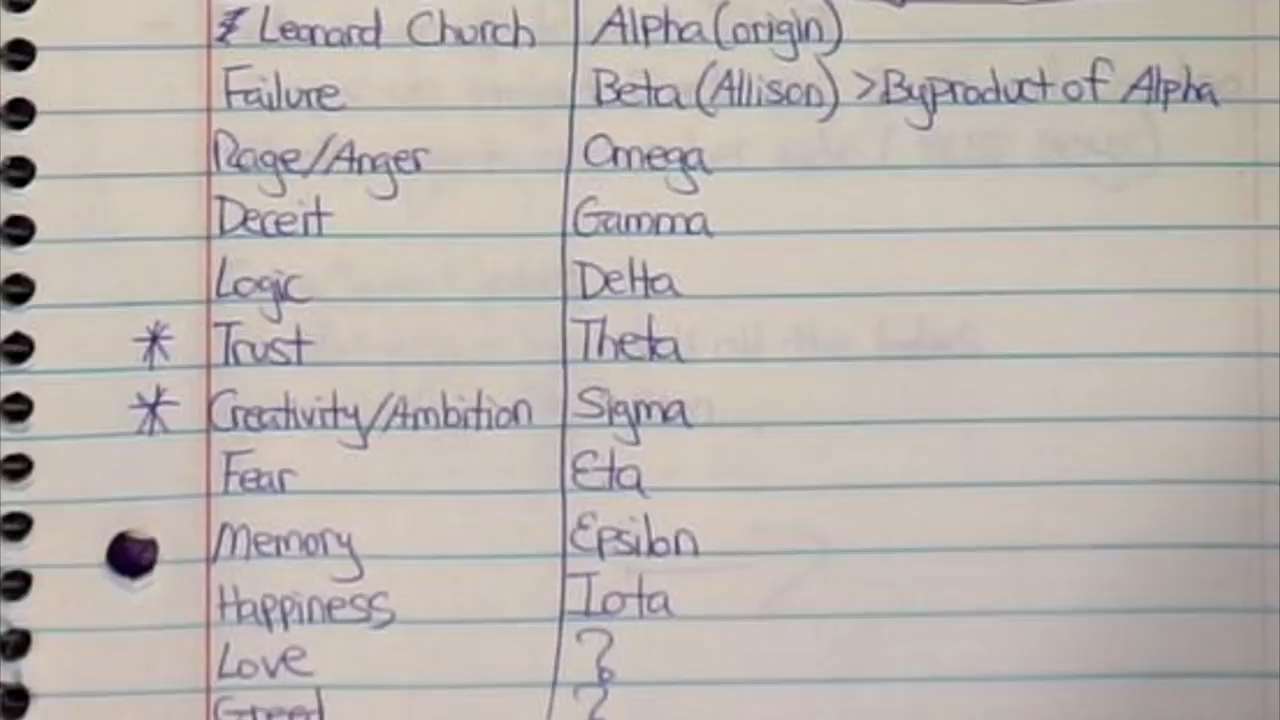 Leonard Church Alpha (origin)
Failure Beta (Allison) > Byproduct of Alpha
Rage/Anger Omega
Deceit Gamma
Logic Delta
* Trust Theta
* Creativity/Ambition Sigma
Fear Eta
Memory Epsilon
Happiness Iota
Love ?
Greed ?